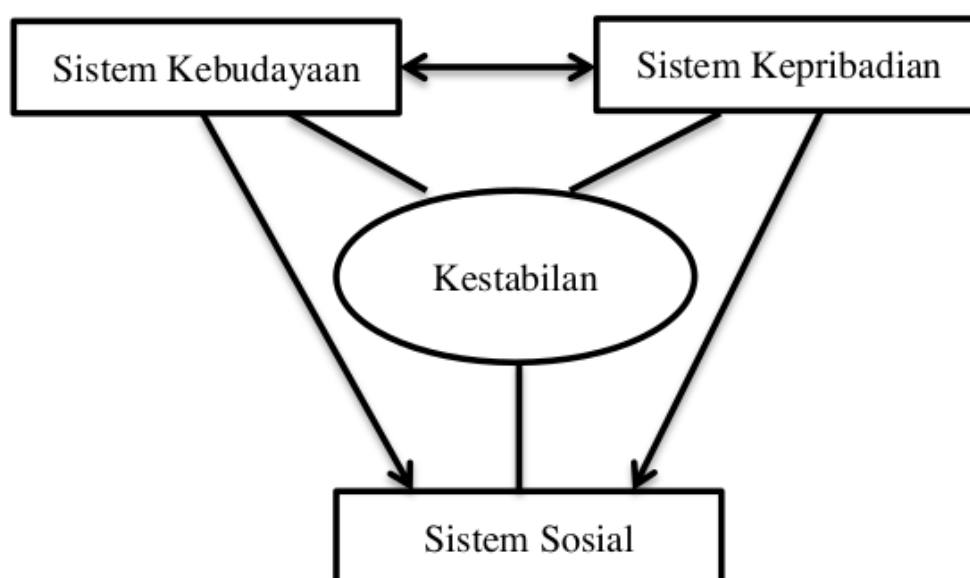 Sistem Kebudayaan
Sistem Kepribadian
Kestabilan
Sistem Sosial